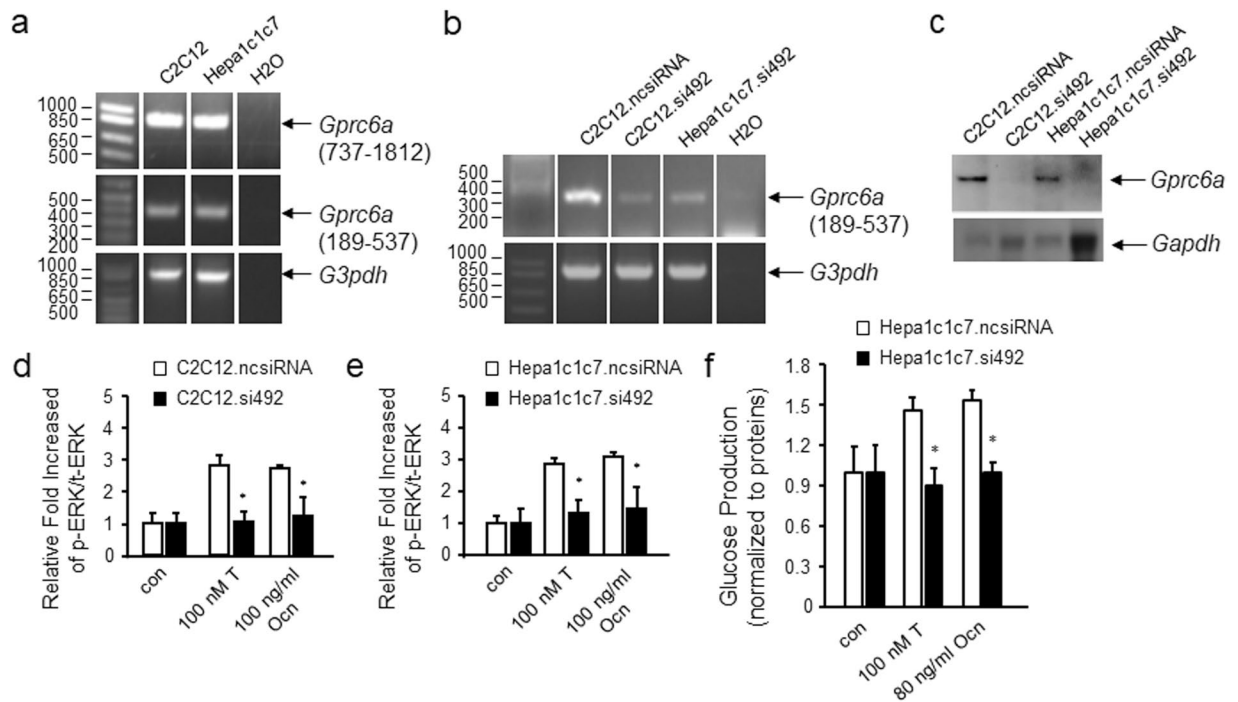 a
C2C12
Hepa1c1c7
H2O
1000
850
650
500
Gprc6a
(737-1812)
500
400
300
200
Gprc6a
(189-537)
1000
850
650
500
G3pdh
b
C2C12.ncsiRNA
C2C12.si492
Hepa1c1c7.si492
H2O
500
400
300
200
Gprc6a
(189-537)
1000
850
650
500
G3pdh
c
C2C12.ncsiRNA
C2C12.si492
Hepa1c1c7.ncsiRNA
Hepa1c1c7.si492
Gprc6a
Gapdh
d
C2C12.ncsiRNA
C2C12.si492
Relative Fold Increased
of p-ERK/t-ERK
5
4
3
2
1
0
con
100 nM T
100 ng/ml
Ocn
*
*
e
Hepa1c1c7.ncsiRNA
Hepa1c1c7.si492
Relative Fold Increased
of p-ERK/t-ERK
5
4
3
2
1
0
con
100 nM T
100 ng/ml
Ocn
*
*
f
Hepa1c1c7.ncsiRNA
Hepa1c1c7.si492
Glucose Production
(normalized to proteins)
1.8
1.5
1.2
0.9
0.6
0.3
0
con
100 nM T
80 ng/ml Ocn
*
*